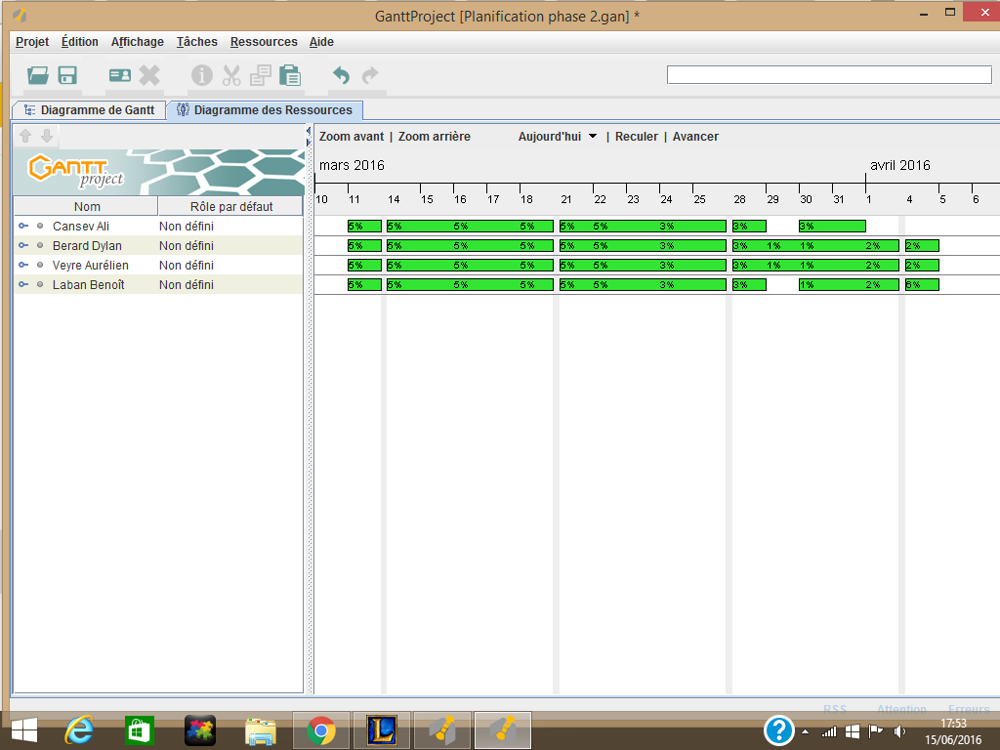 GanttProject [Planification phase 2.gan] *
Projet Édition Affichage Tâches Ressources Aide
Diagramme de Gantt Diagramme des Ressources
Zoom avant | Zoom arrière Aujourd'hui | Reculer | Avancer
GANTT project
mars 2016 avril 2016
10 11 14 15 16 17 18 21 22 23 24 25 28 29 30 31 1 4 5 6
Nom Rôle par défaut
Cansev Ali Non défini 5% 5% 5% 5% 5% 5% 3% 3% 3%
Berard Dylan Non défini 5% 5% 5% 5% 5% 5% 3% 3% 1% 1% 2% 2%
Veyre Aurélien Non défini 5% 5% 5% 5% 5% 5% 3% 3% 1% 1% 2% 2%
Laban Benoît Non défini 5% 5% 5% 5% 5% 5% 3% 3% 1% 2% 6%
RSS Attention Erreurs
17:53
15/06/2016